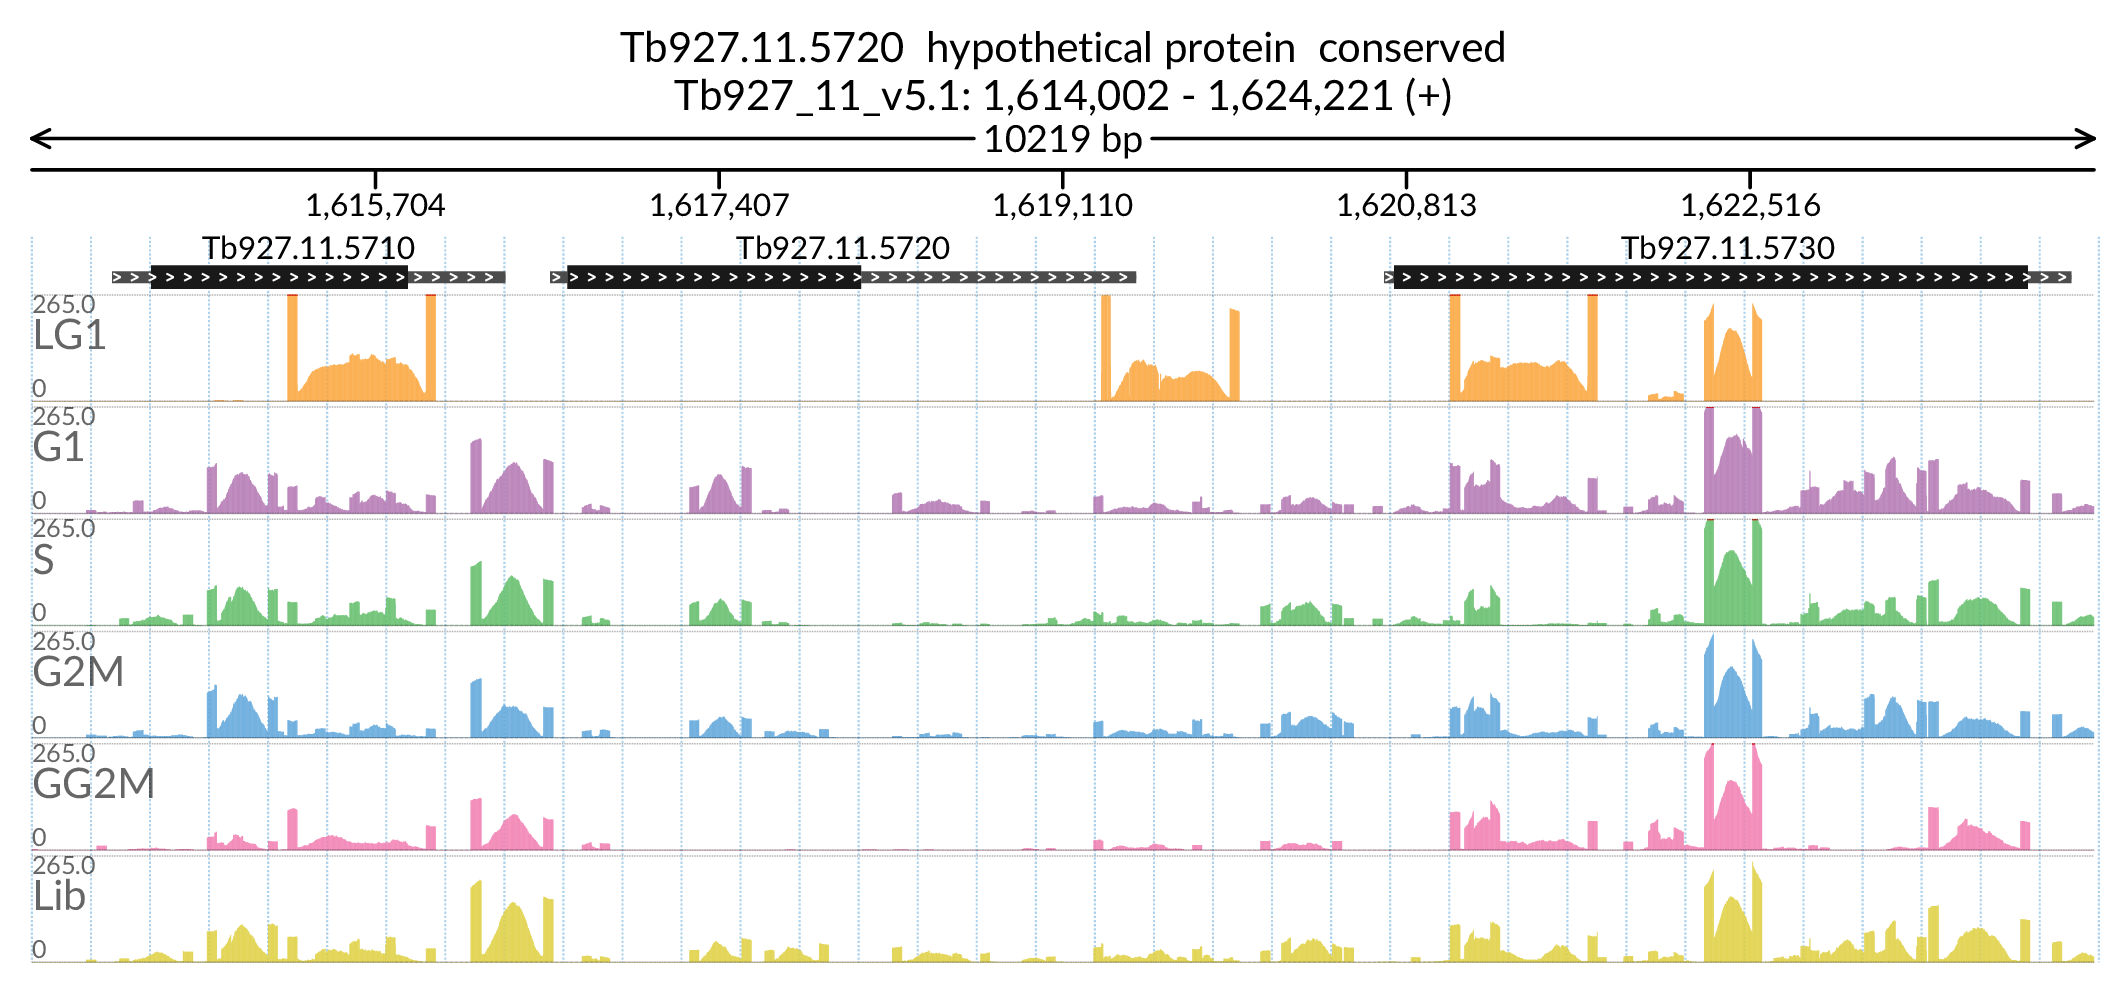 Tb927.11.5720 hypothetical protein conserved
Tb927_11_v5.1: 1,614,002 - 1,624,221 (+)
10219 bp
1,615,704 1,617,407 1,619,110 1,620,813 1,622,516
Tb927.11.5710 Tb927.11.5720 Tb927.11.5730
265.0
LG1
0
265.0
G1
0
265.0
S
0
265.0
G2M
0
265.0
GG2M
0
265.0
Lib
0